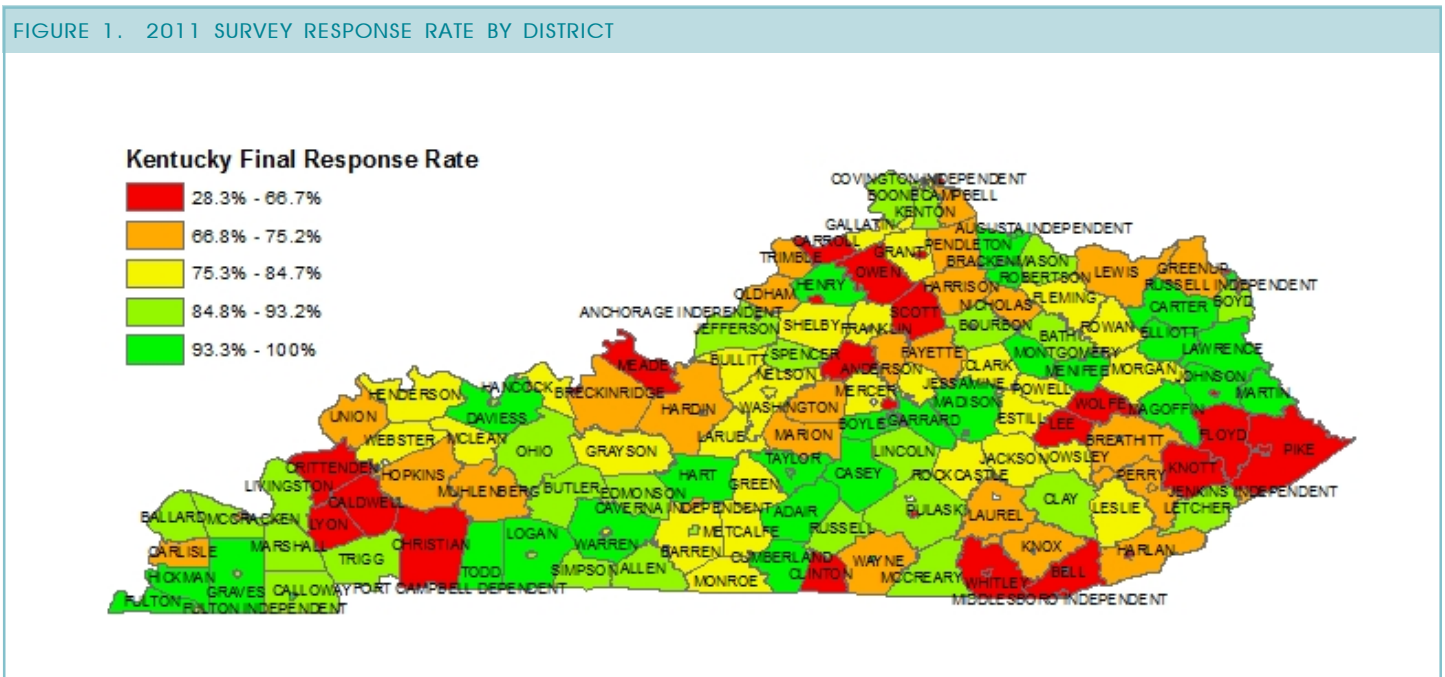 FIGURE 1. 2011 SURVEY RESPONSE RATE BY DISTRICT
Kentucky Final Response Rate
28.3% - 66.7%
66.8% - 75.2%
75.3% - 84.7%
84.8% - 93.2%
93.3% - 100%
COVINGTON INDEPENDENT
BOONE CAMPBELL
KENTON
GALLATIN
AUGUSTA INDEPENDENT
CARROLL
GRANT
PENDLETON
TRIMBLE
OWEN
BRACKEN
MASON
ROBERTSON
LEWIS
GREENUP
HENRY
HARRISON
RUSSELL INDEPENDENT
OLDHAM
NICHOLAS
FLEMING
CARTER
BOYD
ANCHORAGE INDEPENDENT
SCOTT
JEFFERSON
SHELBY
FRANKLIN
BOURBON
BATH
ROWAN
ELLIOTT
LAWRENCE
BULLITT
SPENCER
FAYETTE
MONTGOMERY
MEADE
NELSON
ANDERSON
CLARK
MENIFEE
MORGAN
JOHNSON
HENDERSON
HANCOCK
BRECKINRIDGE
MERCER
JESSAMINE
POWELL
MARTIN
UNION
DAVIESS
HARDIN
WASHINGTON
MADISON
WOLFE
MAGOFFIN
WEBSTER
MCLEAN
LARUE
MARION
BOYLE
GARRARD
ESTILL
LEE
BREATHITT
FLOYD
PIKE
OHIO
GRAYSON
LINCOLN
CRITTENDEN
HOPKINS
TAYLOR
JACKSON
OWSLEY
HART
CASEY
ROCKCASTLE
PERRY
KNOTT
LIVINGSTON
MUHLENBERG
BUTLER
EDMONSON
GREEN
JENKINS INDEPENDENT
CALDWELL
CAVERNA INDEPENDENT
ADAIR
PULASKI
CLAY
LESLIE
LETCHER
BALLARD
MCCRACKEN
LYON
LOGAN
METCALFE
RUSSELL
LAUREL
CARLISLE
MARSHALL
CHRISTIAN
WARREN
BARREN
CUMBERLAND
WAYNE
KNOX
HARLAN
HICKMAN
TRIGG
TODD
SIMPSON
ALLEN
MONROE
CLINTON
MCCREARY
WHITLEY
BELL
GRAVES
CALLOWAY
FORT CAMPBELL DEPENDENT
FULTON
FULTON INDEPENDENT
MIDDLESBORO INDEPENDENT